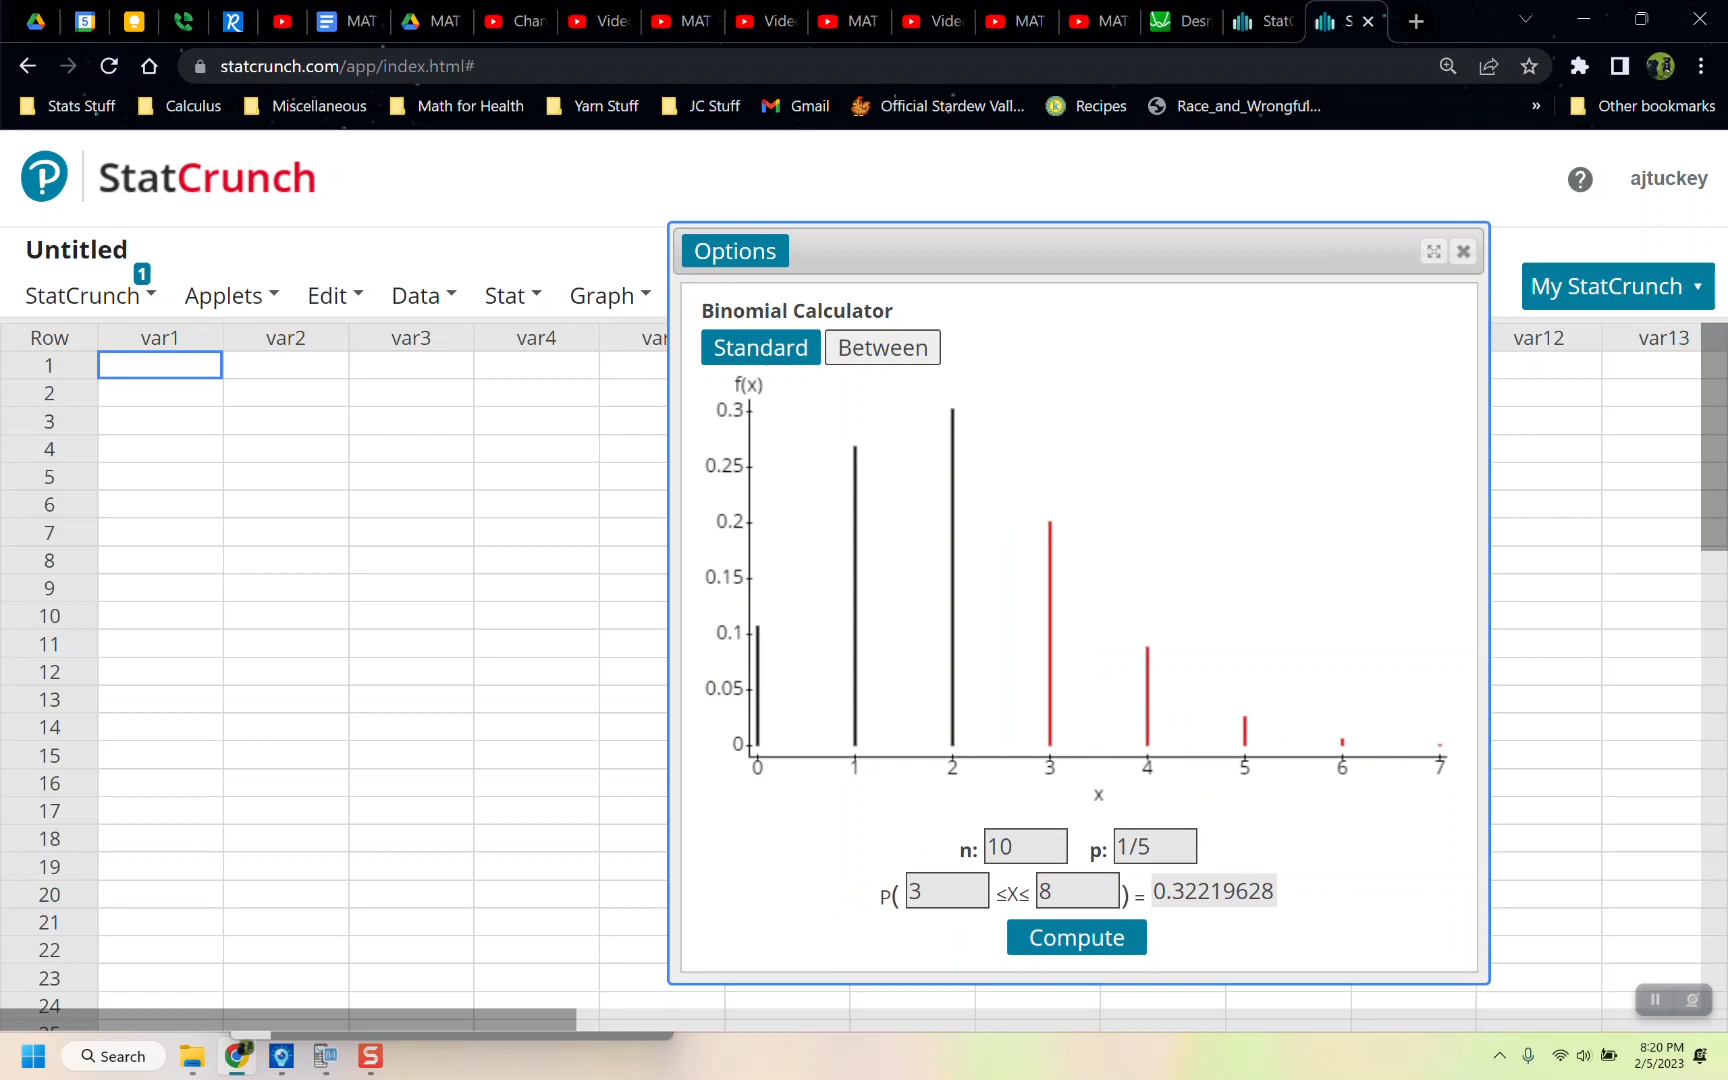 5
MAT
MAT
Chan
Vide
MAT
Vide
MAT
Vide
MAT
MAT
Desm
StatC
S
statcrunch.com/app/index.html#
Stats Stuff
Calculus
Miscellaneous
Math for Health
Yarn Stuff
JC Stuff
Gmail
Official Stardew Vall...
Recipes
Race_and_Wrongful...
»
Other bookmarks
StatCrunch
ajtuckey
Untitled
1
StatCrunch
Applets
Edit
Data
Stat
Graph
My StatCrunch
Options
Binomial Calculator
Standard
Between
Row
var1
var2
var3
var4
var
var12
var13
1
2
3
4
5
6
7
8
9
10
11
12
13
14
15
16
17
18
19
20
21
22
23
24
f(x)
0.3
0.25
0.2
0.15
0.1
0.05
0
0 1 2 3 4 5 6 7
x
n: 10 p: 1/5
P( 3 ≤X≤ 8 ) = 0.32219628
Compute
Search
8:20 PM
2/5/2023